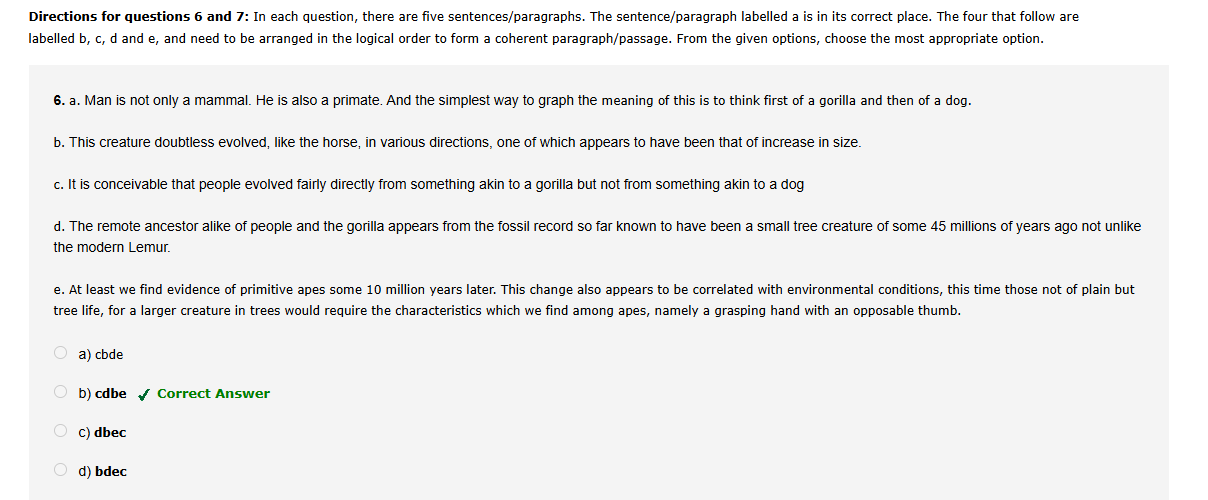 Directions for questions 6 and 7: In each question, there are five sentences/paragraphs. The sentence/paragraph labelled a is in its correct place. The four that follow are
labelled b, c, d and e, and need to be arranged in the logical order to form a coherent paragraph/passage. From the given options, choose the most appropriate option.
6. a. Man is not only a mammal. He is also a primate. And the simplest way to graph the meaning of this is to think first of a gorilla and then of a dog.
b. This creature doubtless evolved, like the horse, in various directions, one of which appears to have been that of increase in size.
c. It is conceivable that people evolved fairly directly from something akin to a gorilla but not from something akin to a dog
d. The remote ancestor alike of people and the gorilla appears from the fossil record so far known to have been a small tree creature of some 45 millions of years ago not unlike
the modern Lemur.
e. At least we find evidence of primitive apes some 10 million years later. This change also appears to be correlated with environmental conditions, this time those not of plain but
tree life, for a larger creature in trees would require the characteristics which we find among apes, namely a grasping hand with an opposable thumb.
a) cbde
b) cdbe ✓ Correct Answer
c) dbec
d) bdec